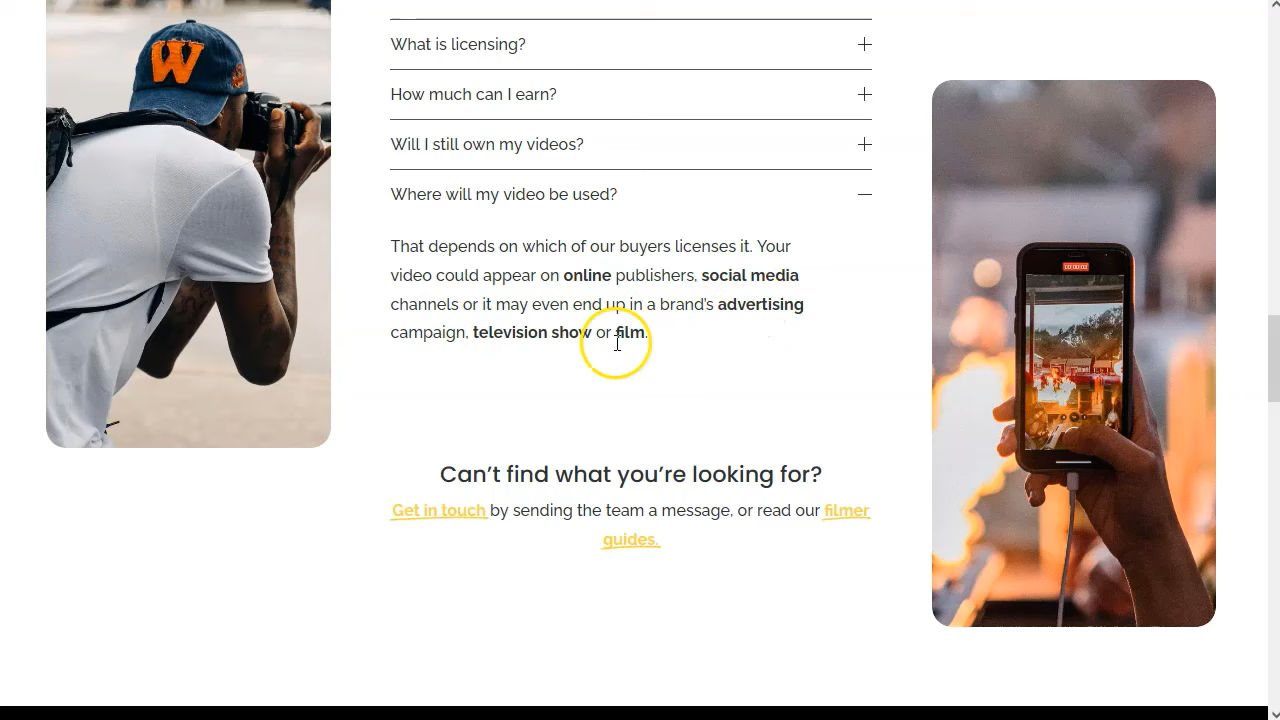 W
What is licensing?
How much can I earn?
Will I still own my videos?
Where will my video be used?
That depends on which of our buyers licenses it. Your
video could appear on online publishers, social media
channels or it may even end up in a brand's advertising
campaign, television show or film.
00:00:00
Can't find what you're looking for?
Get in touch by sending the team a message, or read our filmer
guides.